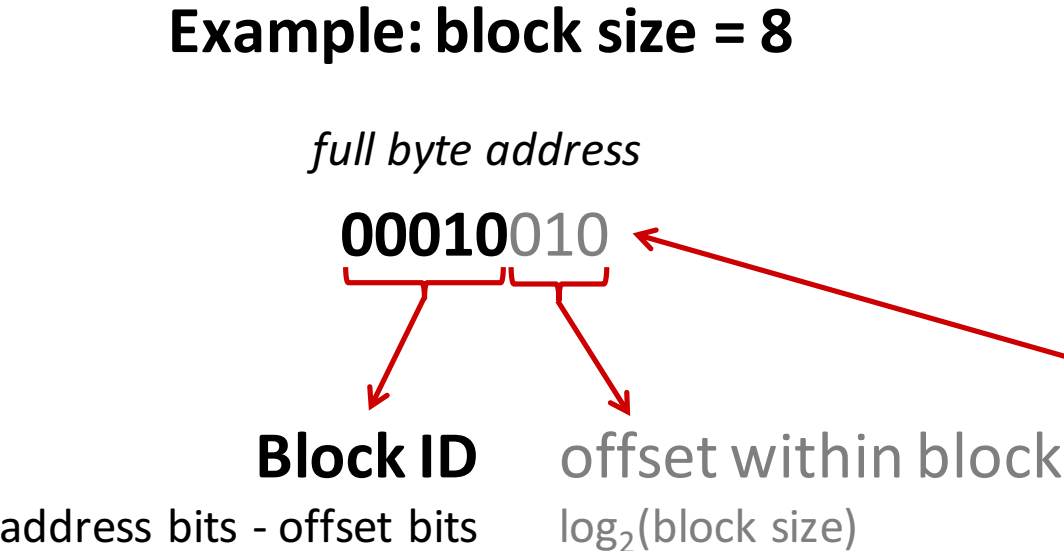 Example: block size = 8
full byte address
00010010
Block ID offset within block
address bits - offset bits log₂(block size)